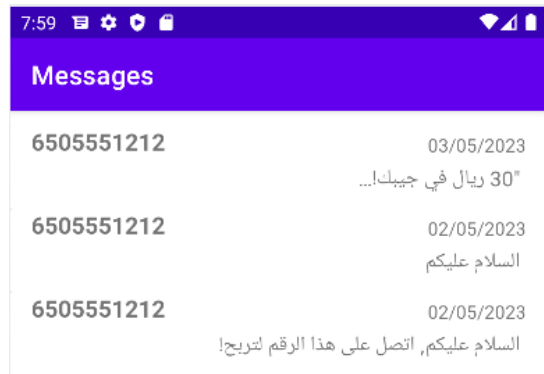 7:59
Messages
6505551212 03/05/2023
"30 ريال في جيبك!...
6505551212 02/05/2023
السلام عليكم
6505551212 02/05/2023
السلام عليكم, اتصل على هذا الرقم لتربح!